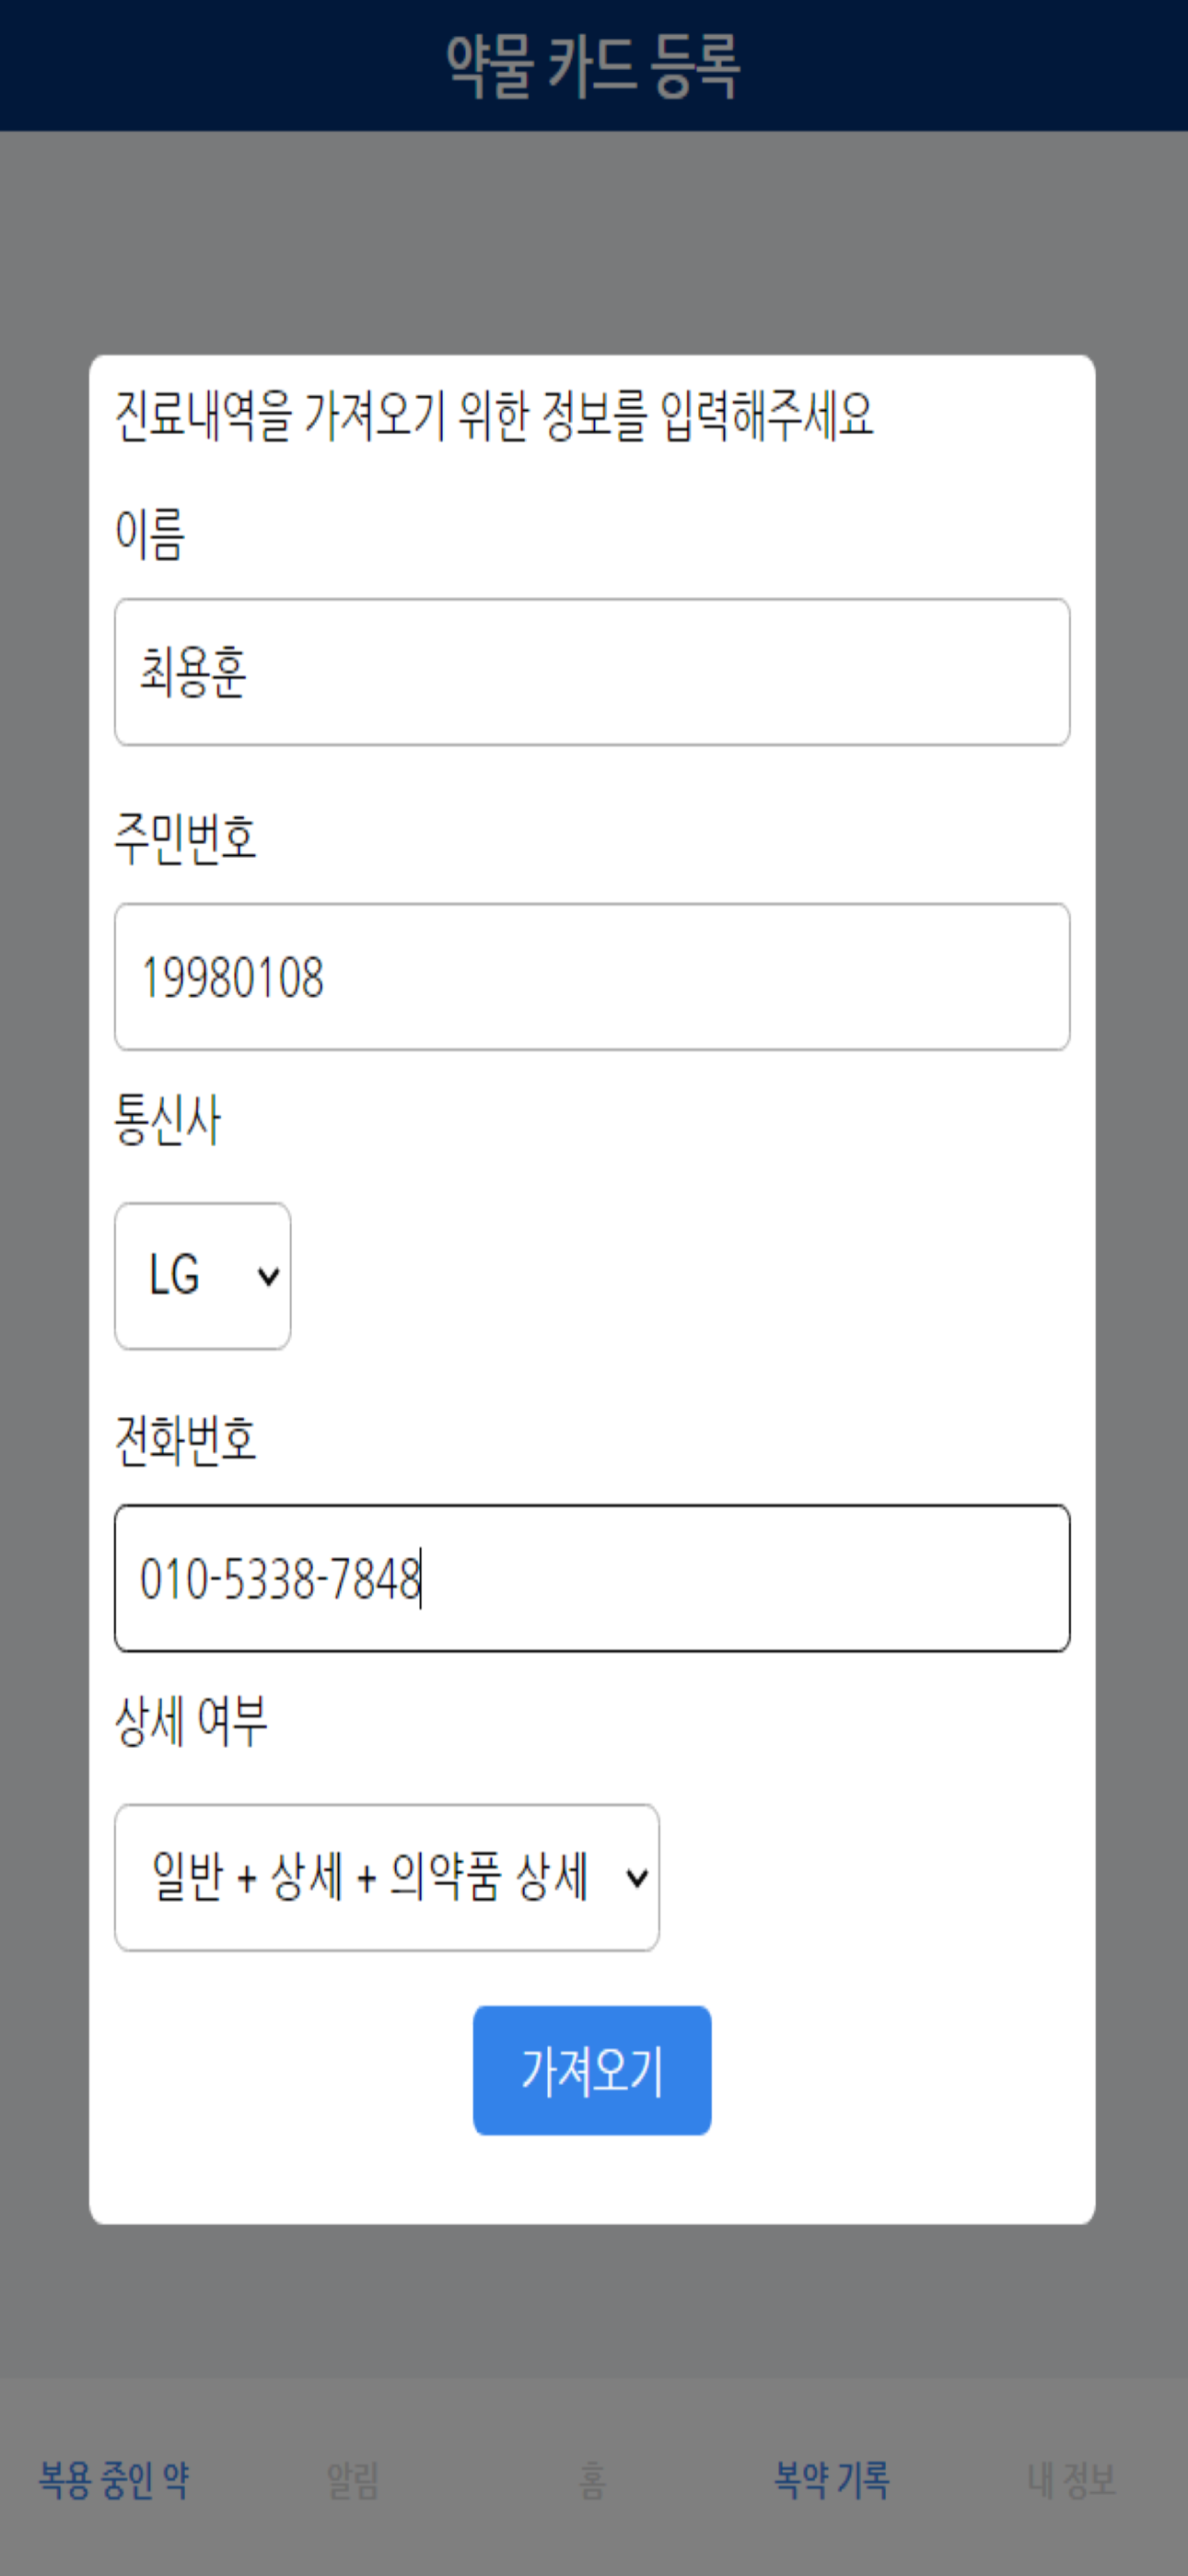 약물 카드 등록
진료내역을 가져오기 위한 정보를 입력해주세요
이름
최용훈
주민번호
19980108
통신사
LG
전화번호
010-5338-7848
상세 여부
일반 + 상세 + 의약품 상세
가져오기
복용 중인 약 알림 홈 복약 기록 내 정보